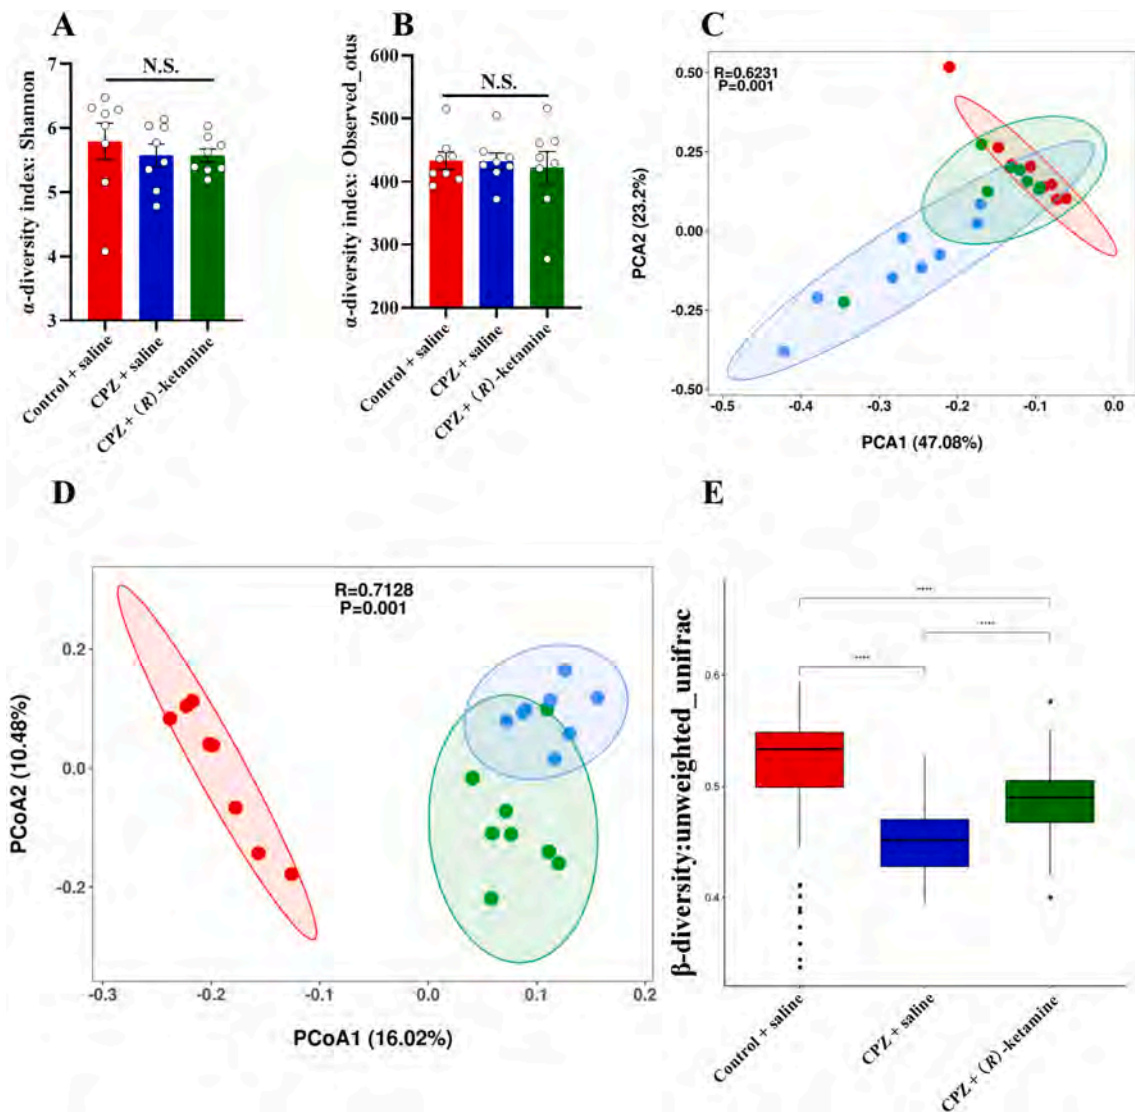 A
α-diversity index: Shannon
7
6
5
4
3
N.S.
Control + saline
CPZ + saline
CPZ + (R)-ketamine
B
α-diversity index: Observed_otus
600
500
400
300
200
N.S.
Control + saline
CPZ + saline
CPZ + (R)-ketamine
C
R=0.6231
P=0.001
PCA2 (23.2%)
0.50
0.25
0.00
-0.25
-0.50
-0.5
-0.4
-0.3
-0.2
-0.1
0.0
PCA1 (47.08%)
D
R=0.7128
P=0.001
PCoA2 (10.48%)
0.2
0.0
-0.2
-0.3
-0.2
-0.1
0.0
0.1
0.2
PCoA1 (16.02%)
E
β-diversity:unweighted_unifrac
0.6
0.5
0.4
****
****
****
Control + saline
CPZ + saline
CPZ + (R)-ketamine